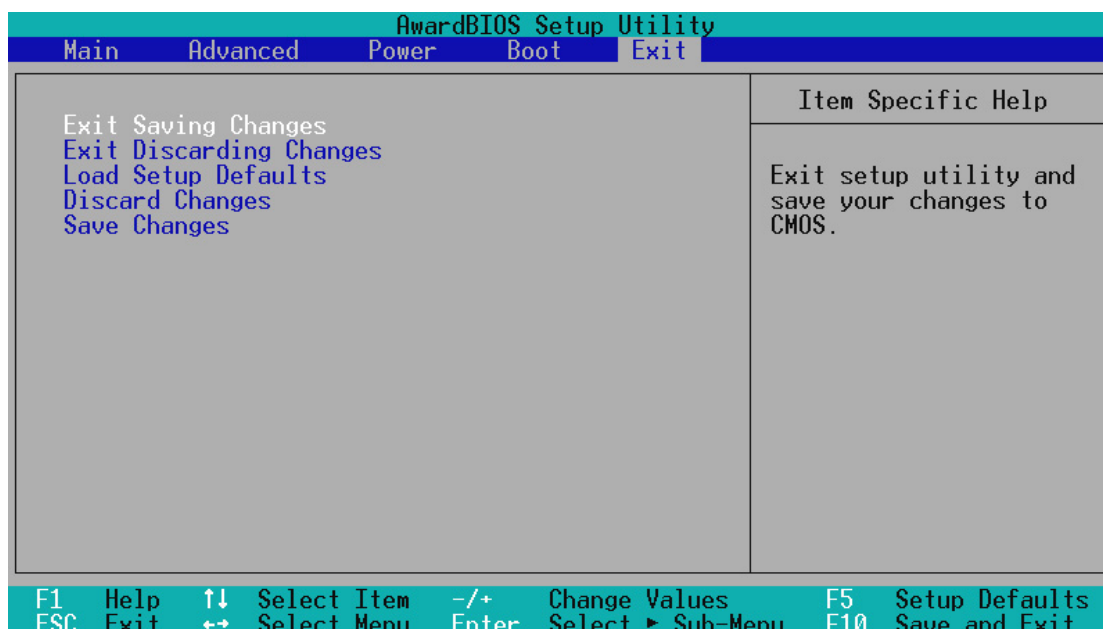 AwardBIOS Setup Utility
Main Advanced Power Boot Exit
Exit Saving Changes
Exit Discarding Changes
Load Setup Defaults
Discard Changes
Save Changes
Item Specific Help
Exit setup utility and
save your changes to
CMOS.
F1 Help ↑↓ Select Item -/+ Change Values F5 Setup Defaults
ESC Exit ←→ Select Menu Enter Select ► Sub-Menu F10 Save and Exit